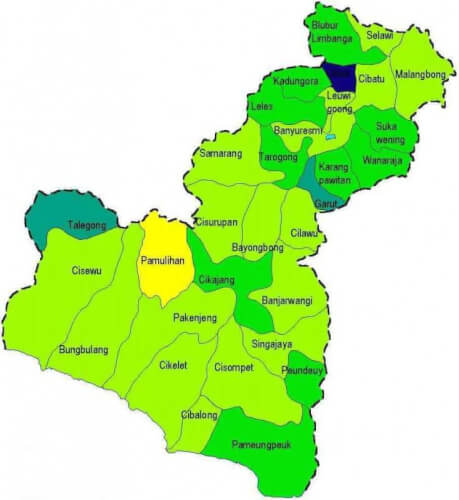 Blubur
Limbanga
Selawi
Kadungora
Cibatu
Malangbong
Leuwi
goong
Leles
Banyuresmi
Suka
wening
Samarang
Tarogong
Wanaraja
Karang
pawitan
Garut
Talegong
Cisurupan
Cilawu
Bayongbong
Cisewu
Pamulihan
Cikajang
Banjarwangi
Pakenjeng
Singajaya
Bungbulang
Cikelet
Cisompet
Peundeuy
Cibalong
Pameungpeuk